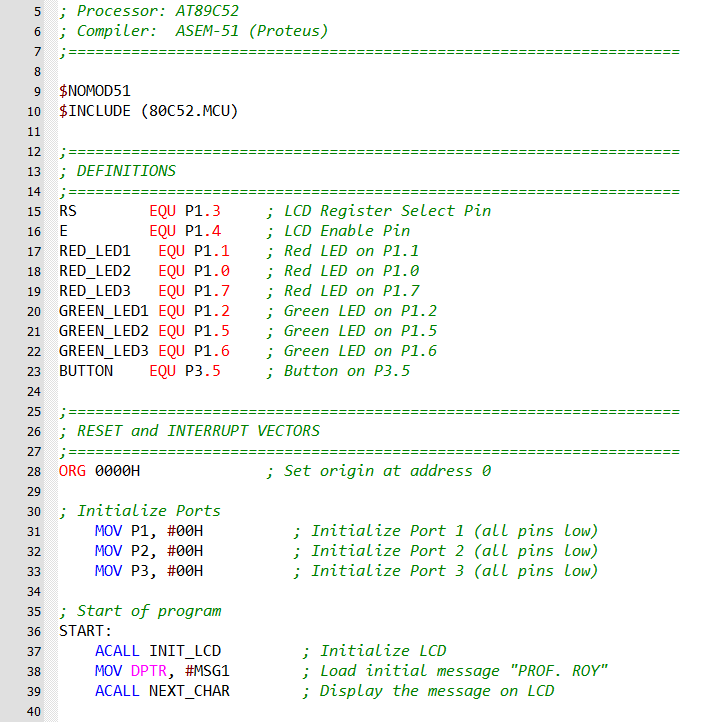 5 ; Processor: AT89C52
6 ; Compiler:  ASEM-51 (Proteus)
7 ;====================================================================
8
9 $NOMOD51
10 $INCLUDE (80C52.MCU)
11
12 ;====================================================================
13 ; DEFINITIONS
14 ;====================================================================
15 RS        EQU P1.3     ; LCD Register Select Pin
16 E         EQU P1.4     ; LCD Enable Pin
17 RED_LED1   EQU P1.1    ; Red LED on P1.1
18 RED_LED2   EQU P1.0    ; Red LED on P1.0
19 RED_LED3   EQU P1.7    ; Red LED on P1.7
20 GREEN_LED1 EQU P1.2    ; Green LED on P1.2
21 GREEN_LED2 EQU P1.5    ; Green LED on P1.5
22 GREEN_LED3 EQU P1.6    ; Green LED on P1.6
23 BUTTON    EQU P3.5     ; Button on P3.5
24
25 ;====================================================================
26 ; RESET and INTERRUPT VECTORS
27 ;====================================================================
28 ORG 0000H              ; Set origin at address 0
29
30 ; Initialize Ports
31     MOV P1, #00H          ; Initialize Port 1 (all pins low)
32     MOV P2, #00H          ; Initialize Port 2 (all pins low)
33     MOV P3, #00H          ; Initialize Port 3 (all pins low)
34
35 ; Start of program
36 START:
37     ACALL INIT_LCD         ; Initialize LCD
38     MOV DPTR, #MSG1        ; Load initial message "PROF. ROY"
39     ACALL NEXT_CHAR        ; Display the message on LCD
40